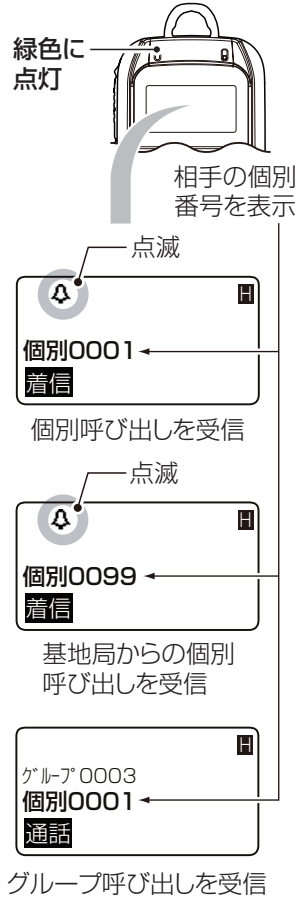 緑色に
点灯
相手の個別
番号を表示
点滅
H
個別0001
着信
個別呼び出しを受信
点滅
H
個別0099
着信
基地局からの個別
呼び出しを受信
H
ｸﾞﾙｰﾌﾟ0003
個別0001
通話
グループ呼び出しを受信